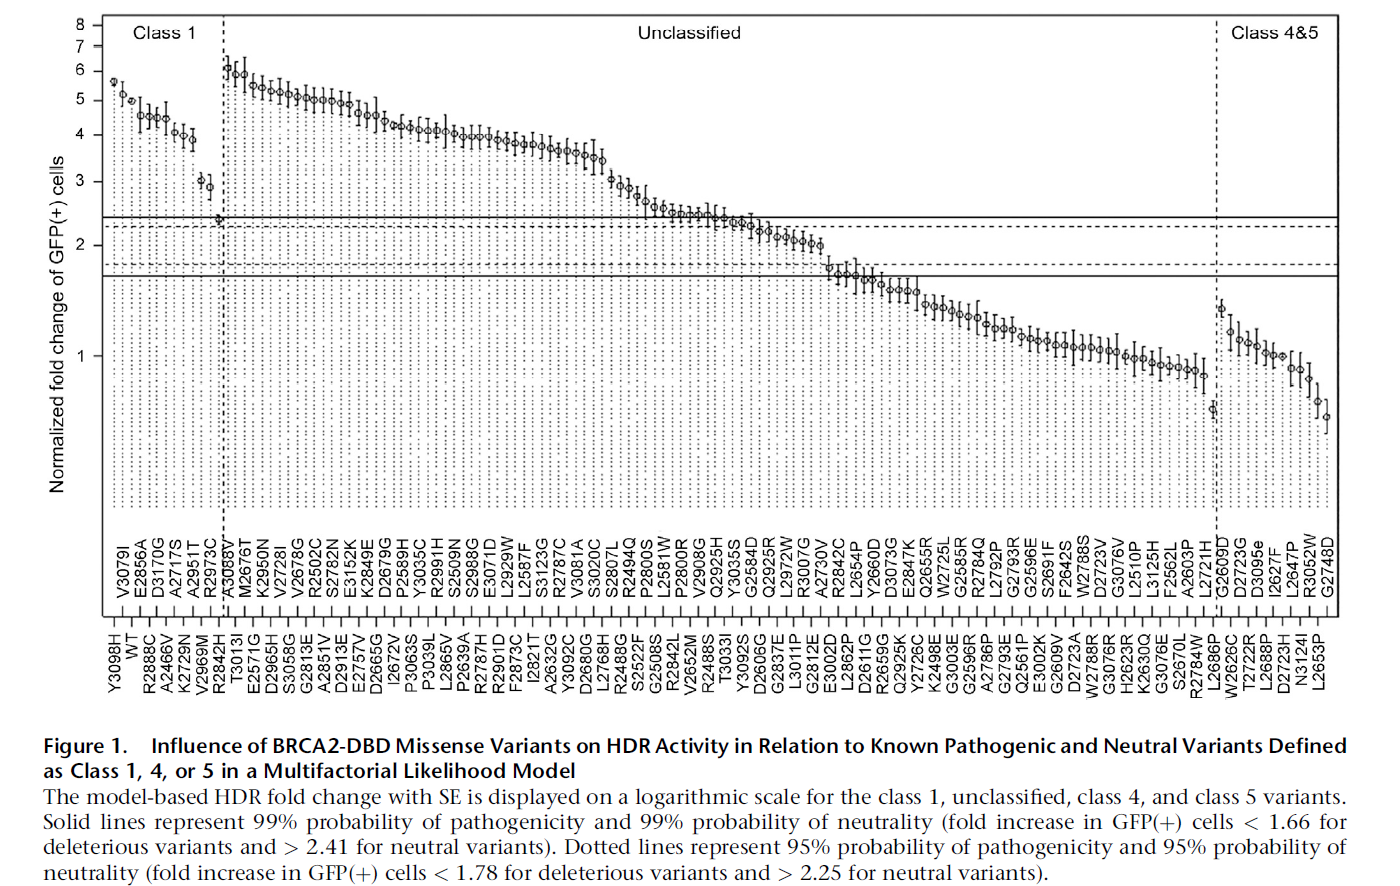 Class 1
Unclassified
Class 4&5
8
7
6
5
4
3
2
1
Normalized fold change of GFP(+) cells
V3079I
E2856A
D3170G
A2717S
A2951T
R2973C
A3088V
M2676T
K2950N
V2728I
V2678G
R2502C
S2782N
E3152K
K2849E
D2679G
P2589H
Y3035C
R2991H
S2509N
S2988G
E3071D
L2929W
L2587F
S3123G
R2787C
V3081A
S3020C
S2807L
R2494Q
P2800S
L2581W
P2800R
V2908G
Q2925H
Y3035S
G2584D
Q2925R
L2972W
R3007G
A2730V
R2842C
L2654P
Y2660D
D3073G
E2847K
Q2655R
W2725L
G2585R
R2784Q
L2792P
G2793R
G2596E
S2691F
F2642S
W2788S
D2723V
G3076V
L2510P
L3125H
F2562L
A2603P
L2721H
G2609D
D2723G
D3095e
I2627F
L2647P
R3052W
G2748D
Y3098H
WT
R2888C
A2466V
K2729N
V2969M
R2842H
T3013I
E2571G
D2965H
S3058G
G2813E
A2851V
D2913E
E2757V
D2665G
I2672V
P3063S
P3039L
L2865V
P2639A
R2787H
R2901D
F2873C
I2821T
A2632G
Y3092C
D2680G
L2768H
R2488G
S2522F
G2508S
R2842L
V2652M
R2488S
T3033I
Y3092S
D2606G
G2837E
L3011P
G2812E
E3002D
L2862P
D2611G
R2659G
Q2925K
Y2726C
K2498E
G3003E
G2596R
A2786P
G2793E
Q2561P
E3002K
G2609V
D2723A
W2788R
G3076R
H2623R
K2630Q
G3076E
S2670L
R2784W
L2686P
W2626C
T2722R
L2688P
D2723H
N3124I
L2653P
Figure 1. Influence of BRCA2-DBD Missense Variants on HDR Activity in Relation to Known Pathogenic and Neutral Variants Defined
as Class 1, 4, or 5 in a Multifactorial Likelihood Model
The model-based HDR fold change with SE is displayed on a logarithmic scale for the class 1, unclassified, class 4, and class 5 variants.
Solid lines represent 99% probability of pathogenicity and 99% probability of neutrality (fold increase in GFP(+) cells < 1.66 for
deleterious variants and > 2.41 for neutral variants). Dotted lines represent 95% probability of pathogenicity and 95% probability of
neutrality (fold increase in GFP(+) cells < 1.78 for deleterious variants and > 2.25 for neutral variants).